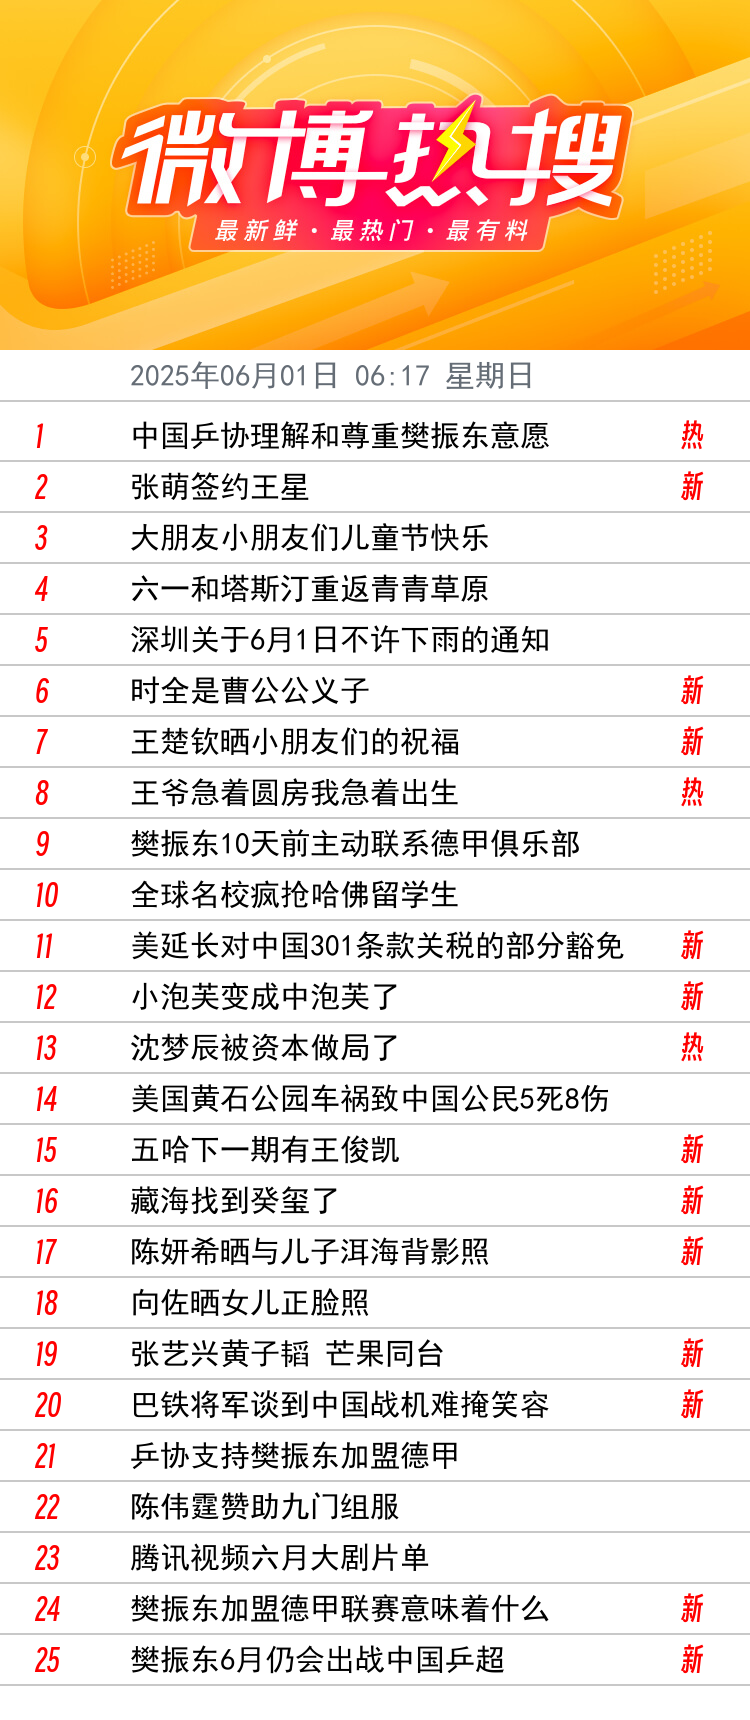 微博热搜
最新鲜·最热门·最有料
2025年06月01日 06:17 星期日
1 中国乒协理解和尊重樊振东意愿 热
2 张萌签约王星 新
3 大朋友小朋友们儿童节快乐
4 六一和塔斯汀重返青青草原
5 深圳关于6月1日不许下雨的通知
6 时全是曹公公义子 新
7 王楚钦晒小朋友们的祝福 新
8 王爷急着圆房我急着出生 热
9 樊振东10天前主动联系德甲俱乐部
10 全球名校疯抢哈佛留学生
11 美延长对中国301条款关税的部分豁免 新
12 小泡芙变成中泡芙了 新
13 沈梦辰被资本做局了 热
14 美国黄石公园车祸致中国公民5死8伤
15 五哈下一期有王俊凯 新
16 藏海找到癸玺了 新
17 陈妍希晒与儿子洱海背影照 新
18 向佐晒女儿正脸照
19 张艺兴黄子韬 芒果同台 新
20 巴铁将军谈到中国战机难掩笑容 新
21 乒协支持樊振东加盟德甲
22 陈伟霆赞助九门组服
23 腾讯视频六月大剧片单
24 樊振东加盟德甲联赛意味着什么 新
25 樊振东6月仍会出战中国乒超 新